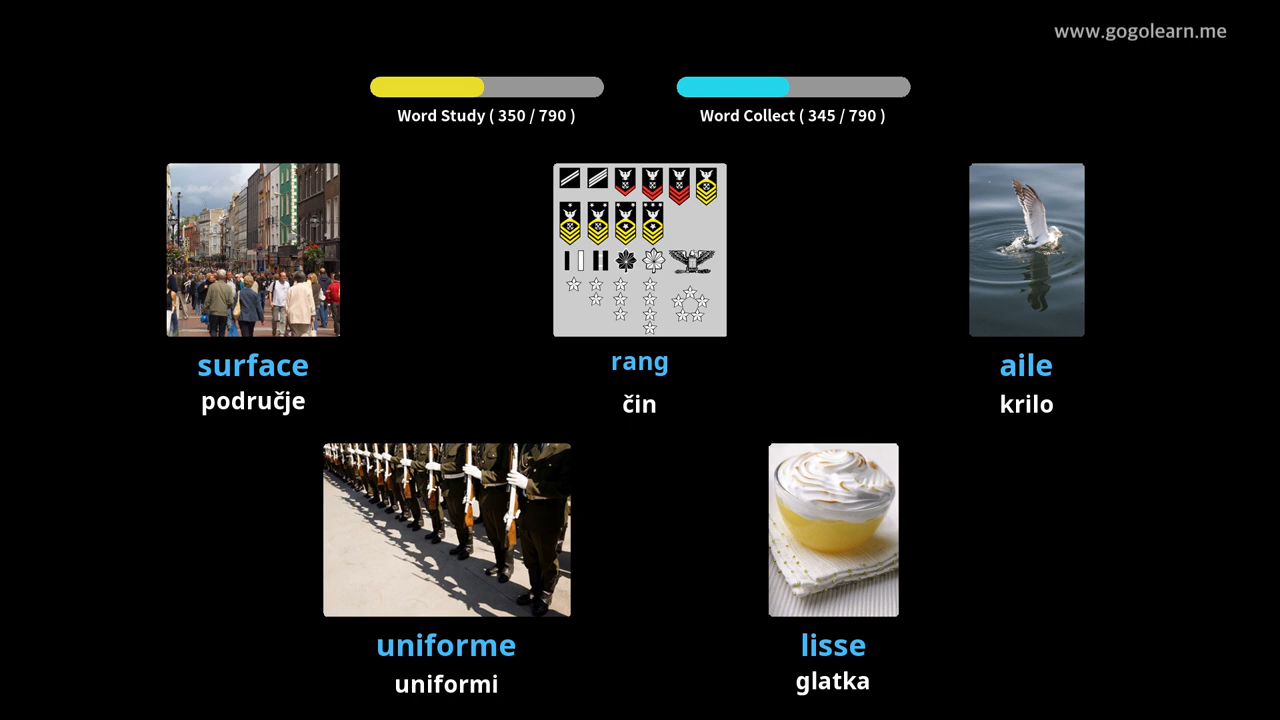 www.gogolearn.me
Word Study ( 350 / 790 )
Word Collect ( 345 / 790 )
surface
područje
rang
čin
aile
krilo
uniforme
uniformi
lisse
glatka